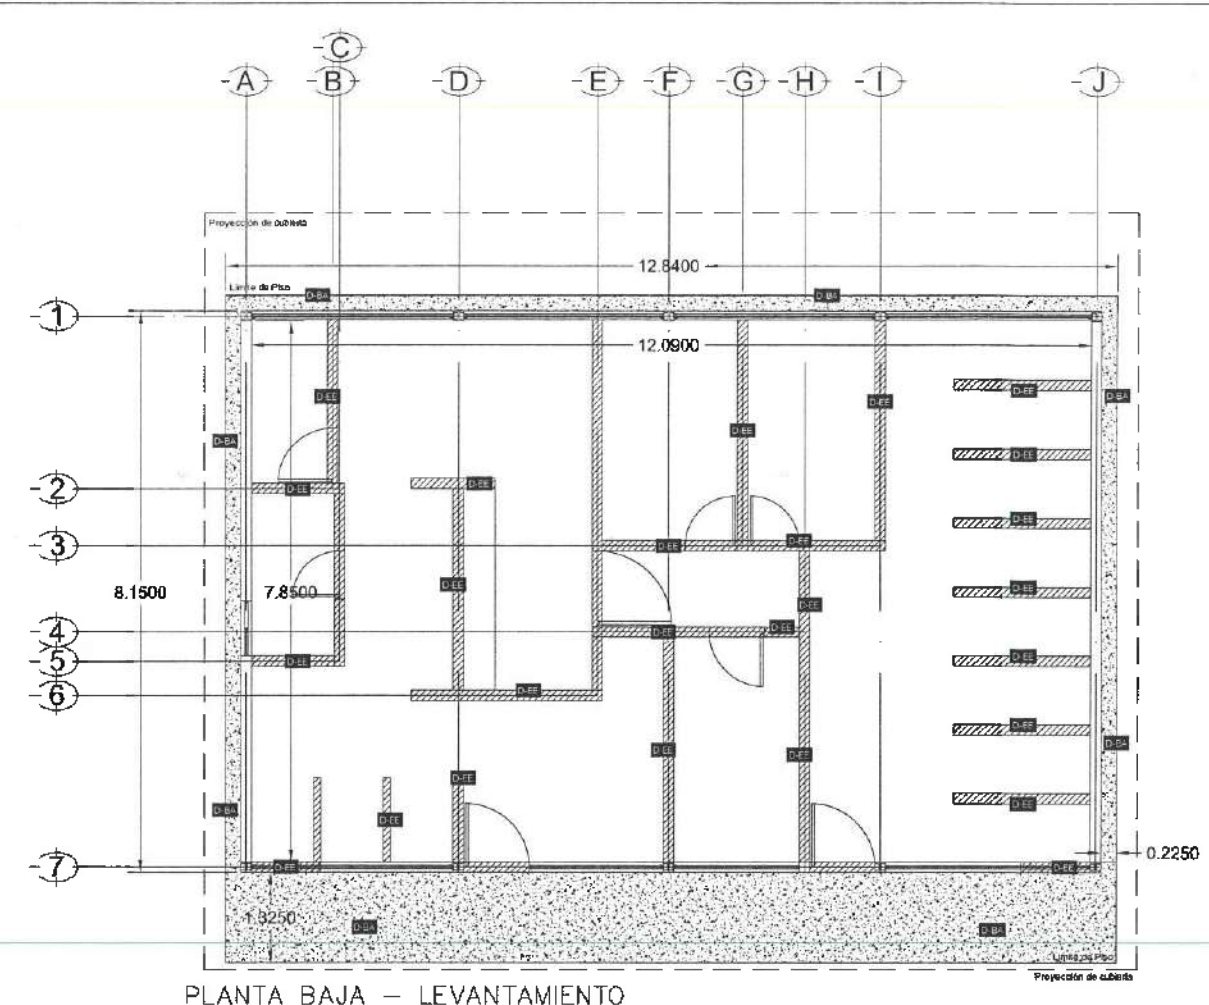 C
A B D E F G H I J
Proyección de cubierta
12.8400
Límite de Piso
D-BA D-BA
1
12.0900
D-EE
D-EE D-BA
D-EE
D-EE
D-BA
D-EE
D-EE
2
D-EE D-EE
D-EE
3
D-EE D-EE
8.1500 7.8500
D-EE D-EE
D-EE
4
D-EE D-EE
5
D-EE D-EE
6
D-EE
D-EE
D-EE D-EE D-BA
D-EE
D-BA D-EE
D-EE
7
D-EE D-EE
0.2250
1.3250
D-BA D-BA
Límite de Piso
Proyección de cubierta
PLANTA BAJA – LEVANTAMIENTO